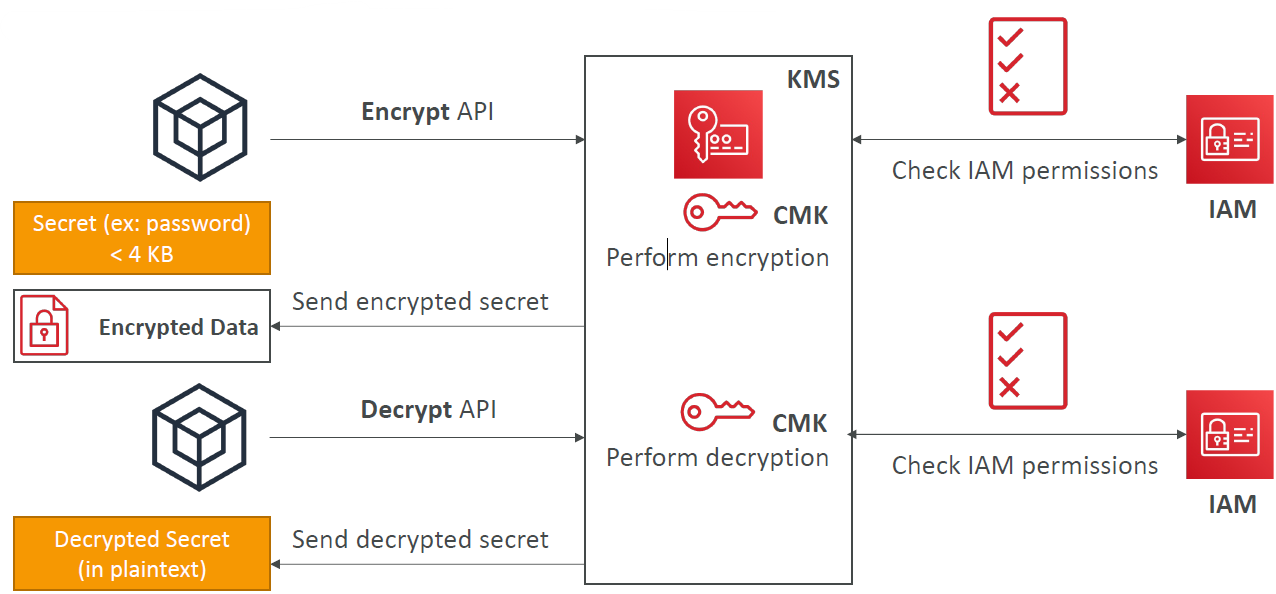 KMS
Encrypt API
Check IAM permissions
IAM
CMK
Secret (ex: password)
< 4 KB
Perform encryption
Send encrypted secret
Encrypted Data
Decrypt API
CMK
Perform decryption
Check IAM permissions
IAM
Decrypted Secret
(in plaintext)
Send decrypted secret